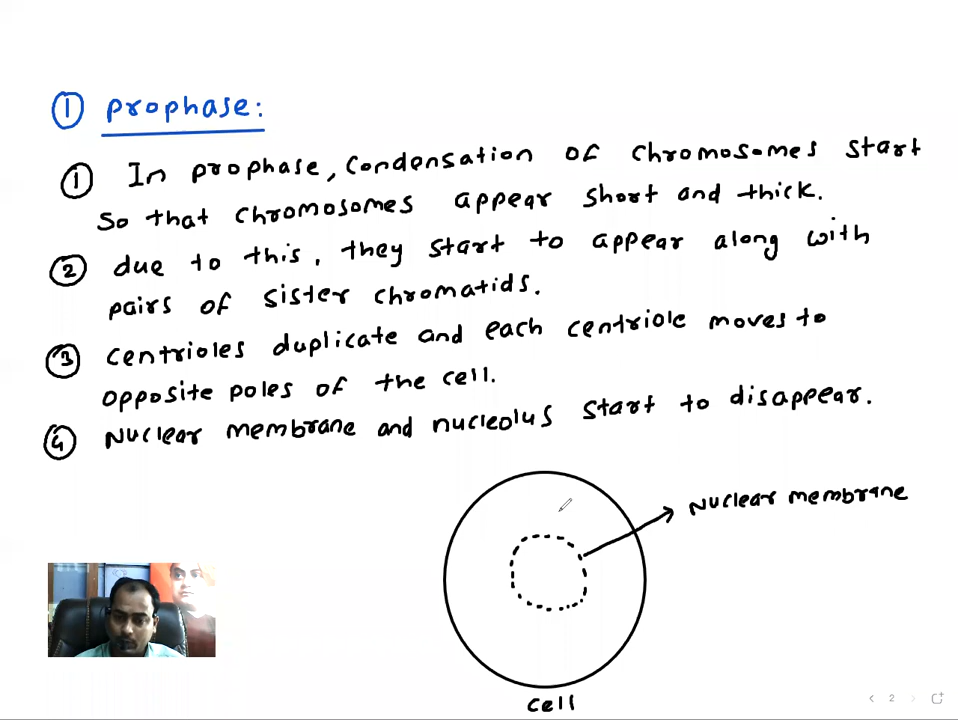 ① prophase:
① In prophase, condensation of chromosomes start
so that chromosomes appear short and thick.
② due to this, they start to appear along with
pairs of sister chromatids.
③ centrioles duplicate and each centriole moves to
opposite poles of the cell.
④ Nuclear membrane and nucleolus start to disappear.
Nuclear membrane
cell
2